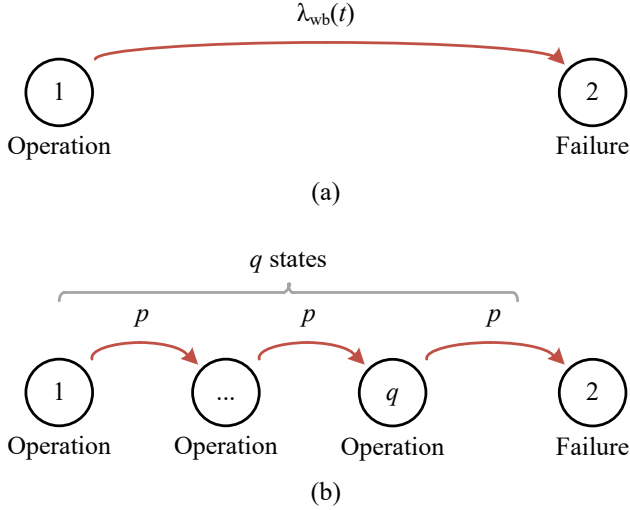 λwb(t)
1
2
Operation
Failure
(a)
q states
p
p
p
1
...
q
2
Operation
Operation
Operation
Failure
(b)